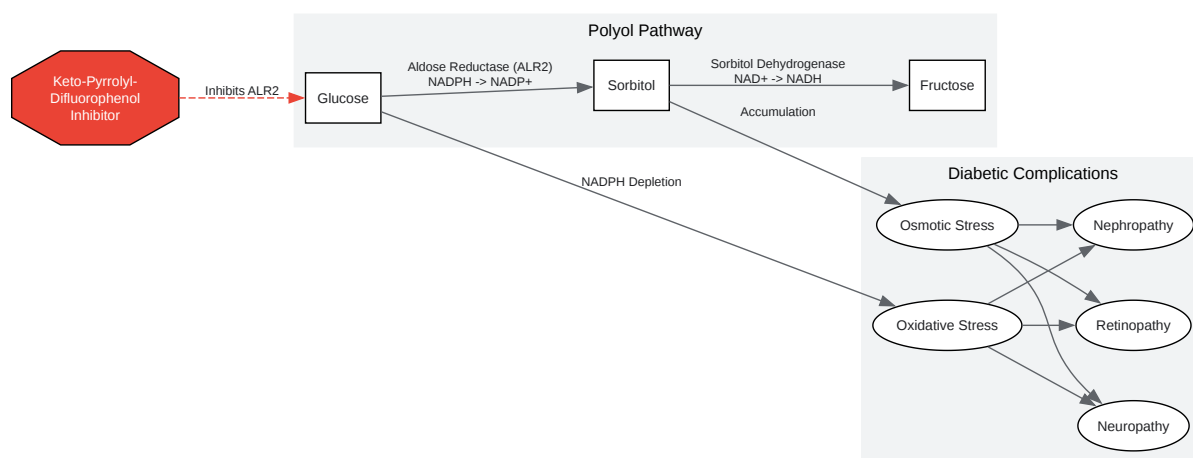 Polyol Pathway
Keto-Pyrrolyl-
Difluorophenol
Inhibitor
Inhibits ALR2
Glucose
Aldose Reductase (ALR2)
NADPH -> NADP+
Sorbitol
Sorbitol Dehydrogenase
NAD+ -> NADH
Fructose
Accumulation
NADPH Depletion
Diabetic Complications
Osmotic Stress
Nephropathy
Oxidative Stress
Retinopathy
Neuropathy